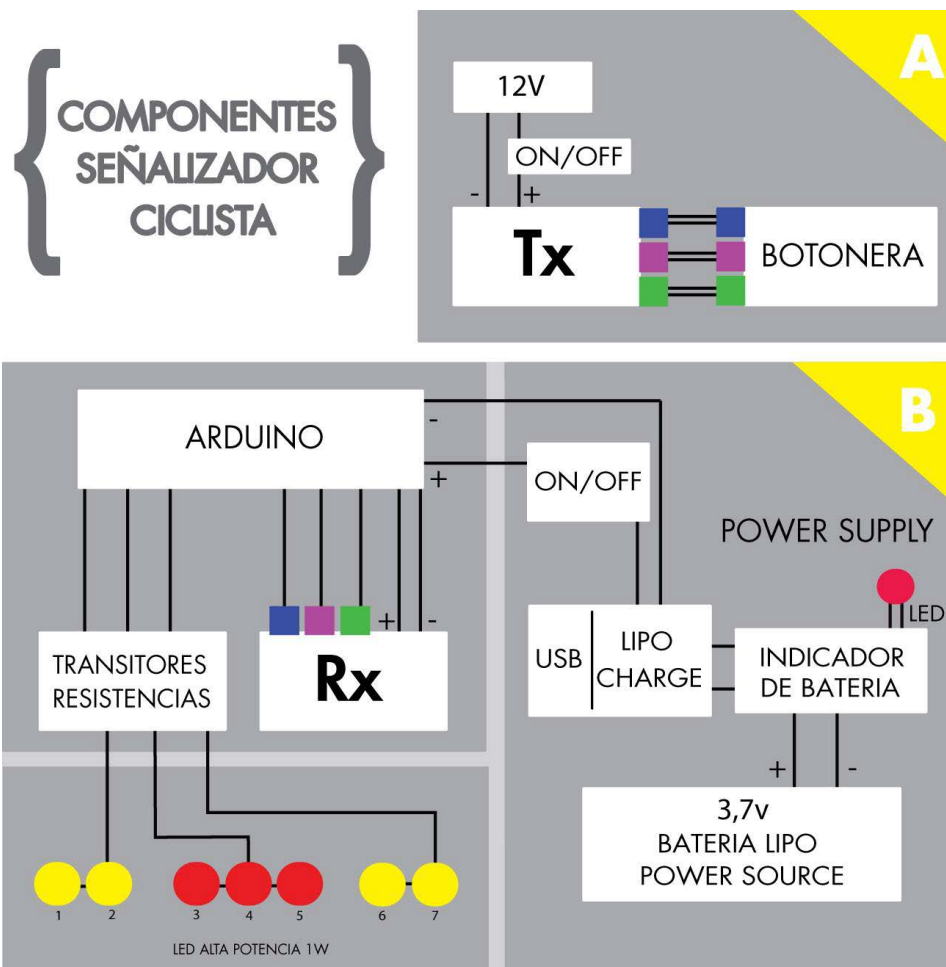 COMPONENTES
SEÑALIZADOR
CICLISTA
A
12V
ON/OFF
- +
Tx
BOTONERA
B
ARDUINO
-
+
ON/OFF
POWER SUPPLY
LED
+ -
TRANSITORES
RESISTENCIAS
Rx
USB
LIPO
CHARGE
INDICADOR
DE BATERIA
+ -
3,7v
BATERIA LIPO
POWER SOURCE
1 2 3 4 5 6 7
LED ALTA POTENCIA 1W